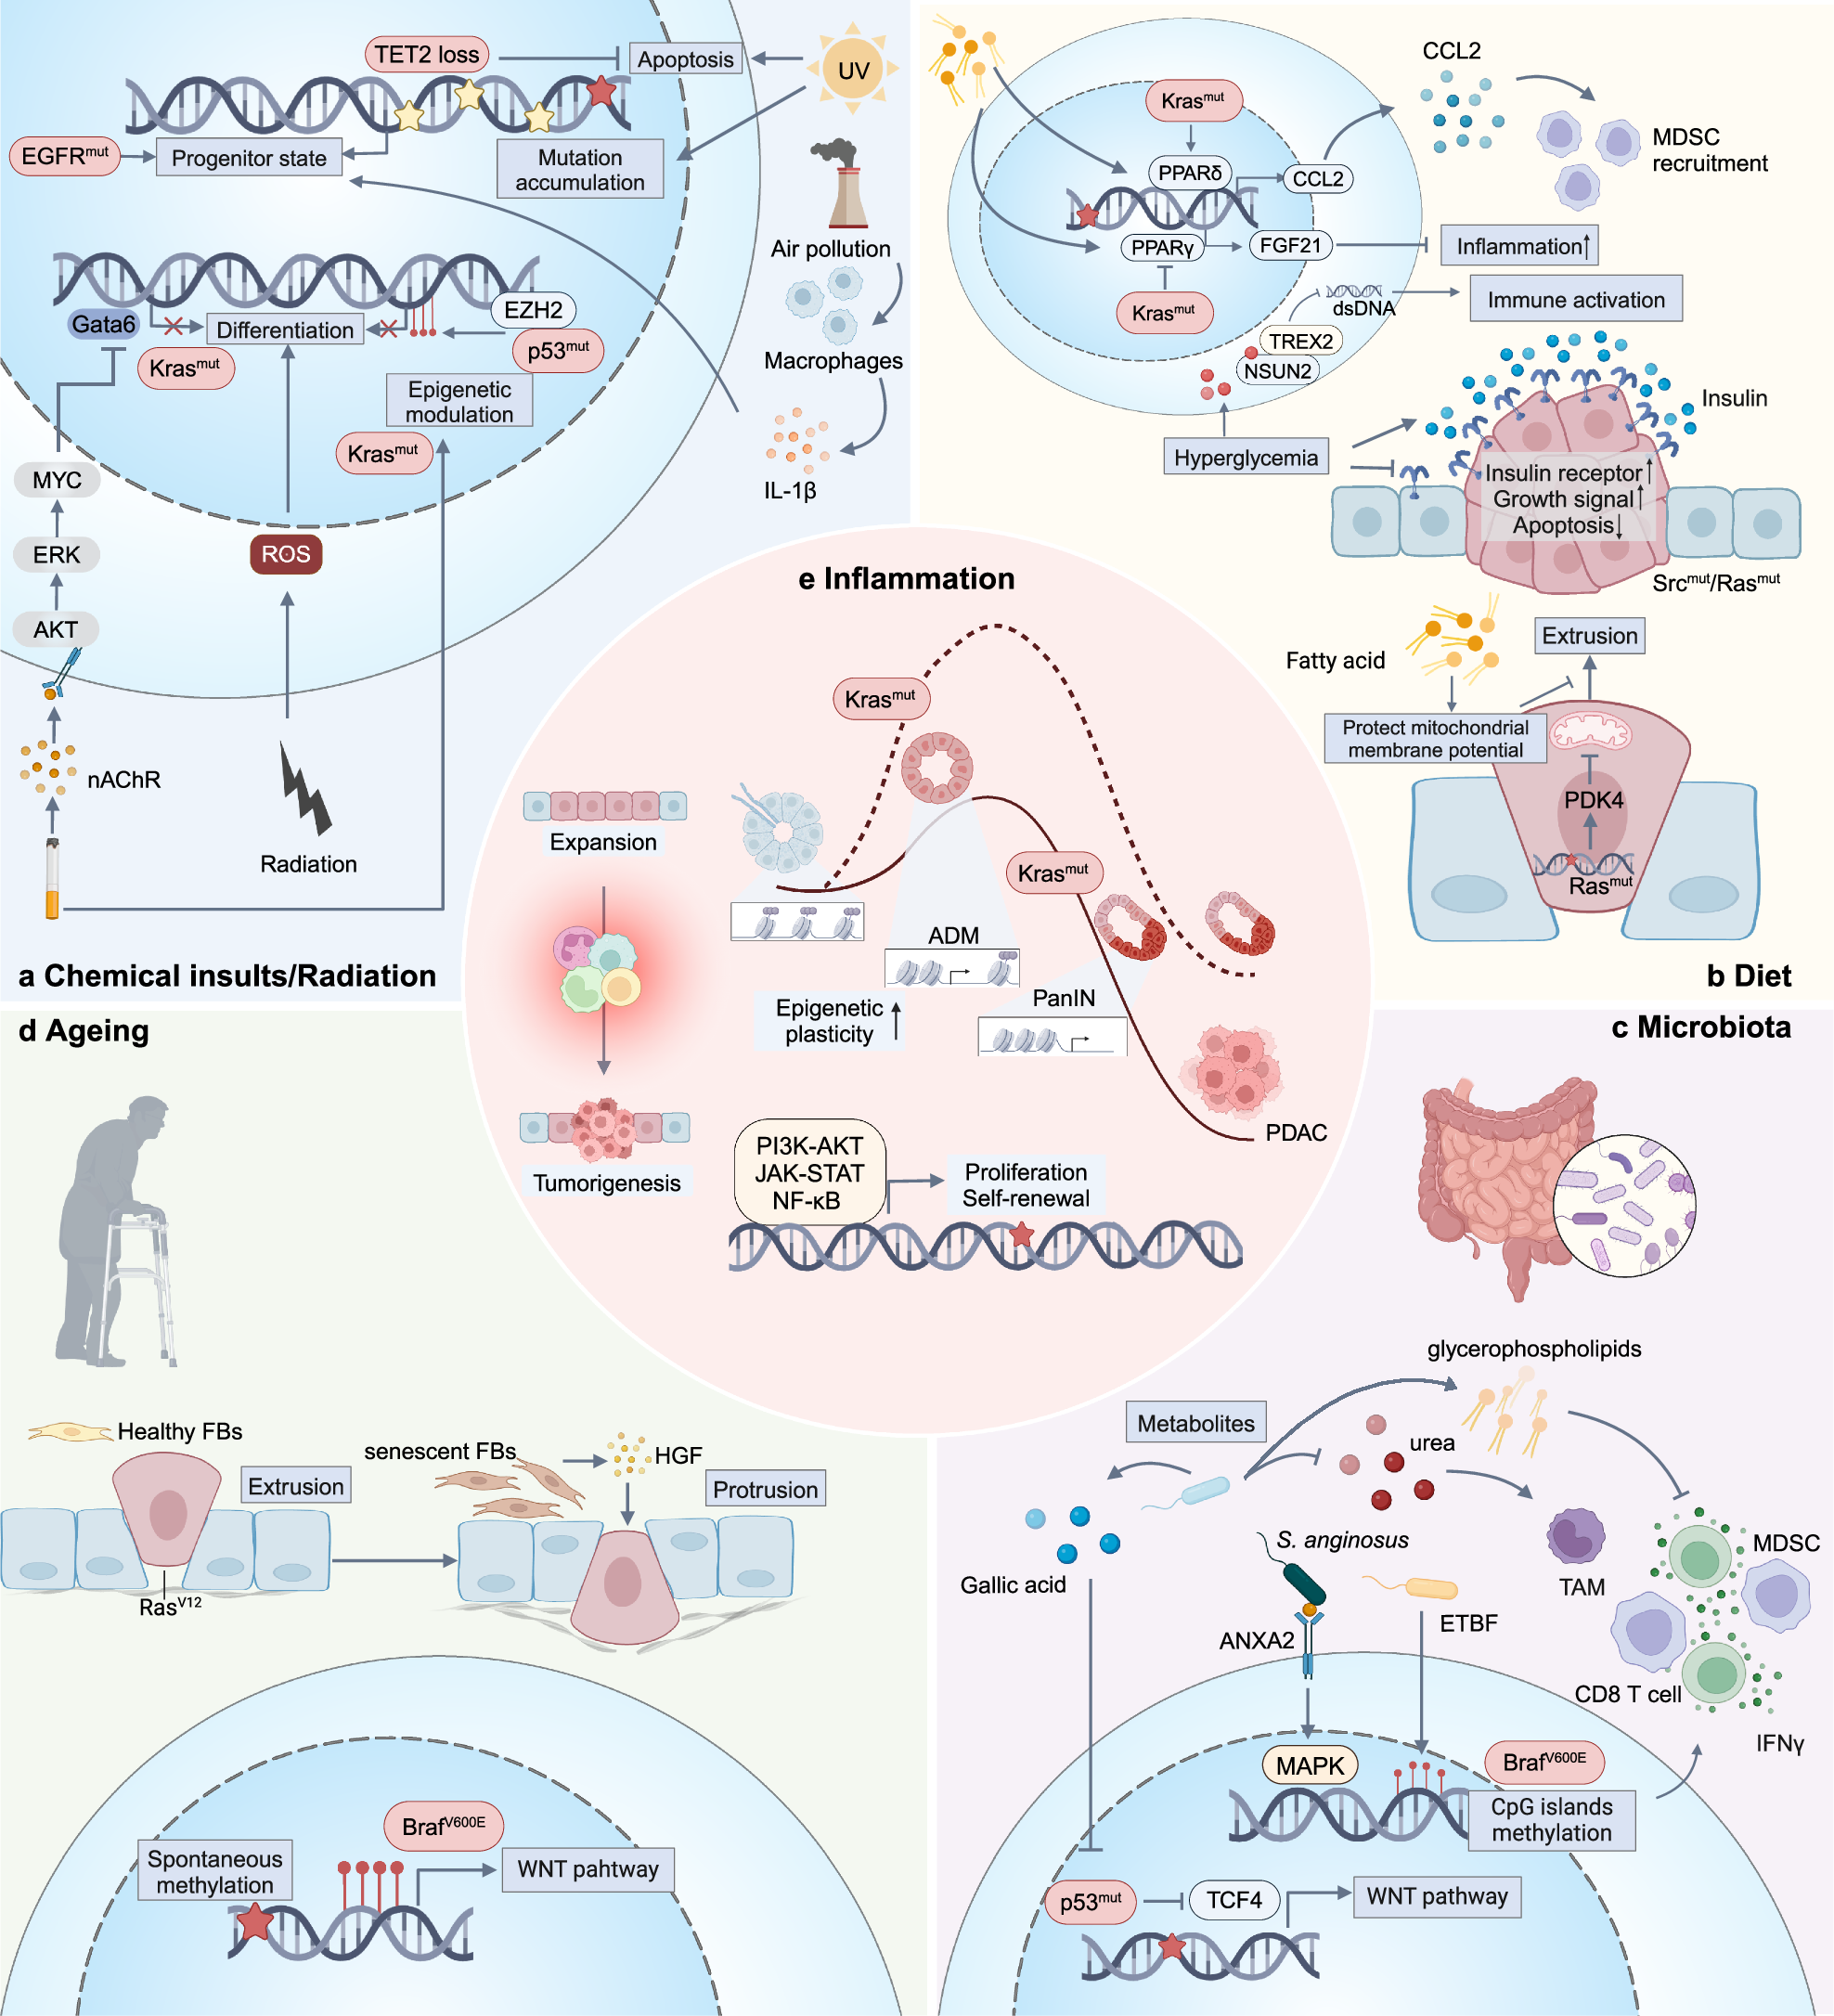 TET2 loss
Apoptosis
UV
EGFRmut
Progenitor state
Mutation
accumulation
Air pollution
Macrophages
IL-1β
Gata6
Differentiation
EZH2
p53mut
Krasmut
Epigenetic
modulation
Krasmut
MYC
ERK
AKT
ROS
nAChR
Radiation
a Chemical insults/Radiation
Krasmut
PPARδ
CCL2
CCL2
MDSC
recruitment
PPARγ
FGF21
Inflammation↑
Krasmut
dsDNA
Immune activation
TREX2
NSUN2
Hyperglycemia
Insulin
Insulin receptor↑
Growth signal↑
Apoptosis↓
Srcmut/Rasmut
Fatty acid
Extrusion
Protect mitochondrial
membrane potential
PDK4
Rasmut
b Diet
e Inflammation
Krasmut
Expansion
Krasmut
ADM
Epigenetic
plasticity
PanIN
Tumorigenesis
PDAC
PI3K-AKT
JAK-STAT
NF-κB
Proliferation
Self-renewal
d Ageing
Healthy FBs
Extrusion
senescent FBs
HGF
Protrusion
RasV12
BrafV600E
Spontaneous
methylation
WNT pahtway
c Microbiota
glycerophospholipids
Metabolites
urea
Gallic acid
S. anginosus
TAM
MDSC
ETBF
ANXA2
CD8 T cell
IFNγ
MAPK
BrafV600E
CpG islands
methylation
p53mut
TCF4
WNT pathway